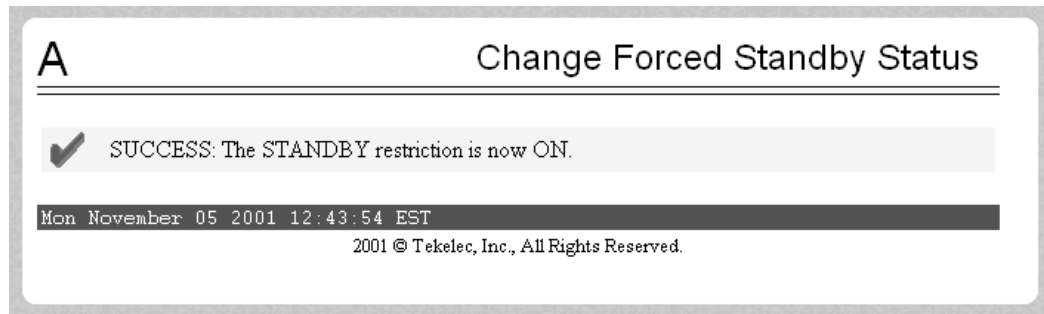 A
Change Forced Standby Status
SUCCESS: The STANDBY restriction is now ON.
Mon November 05 2001 12:43:54 EST
2001 © Tekelec, Inc., All Rights Reserved.